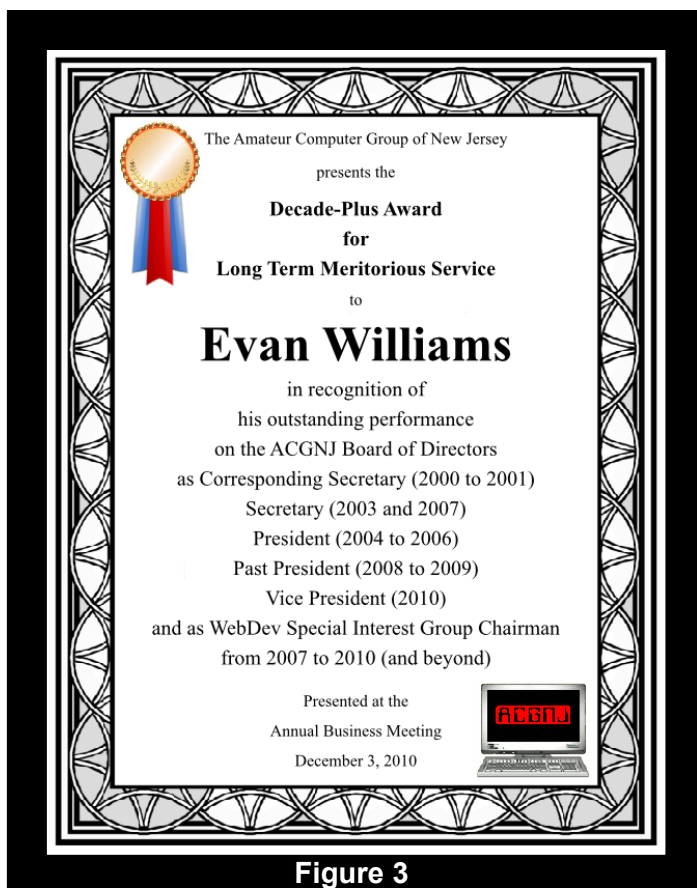 The Amateur Computer Group of New Jersey
presents the
Decade-Plus Award
for
Long Term Meritorious Service
to
Evan Williams
in recognition of
his outstanding performance
on the ACGNJ Board of Directors
as Corresponding Secretary (2000 to 2001)
Secretary (2003 and 2007)
President (2004 to 2006)
Past President (2008 to 2009)
Vice President (2010)
and as WebDev Special Interest Group Chairman
from 2007 to 2010 (and beyond)
Presented at the
Annual Business Meeting
December 3, 2010
ACGNJ
Figure 3